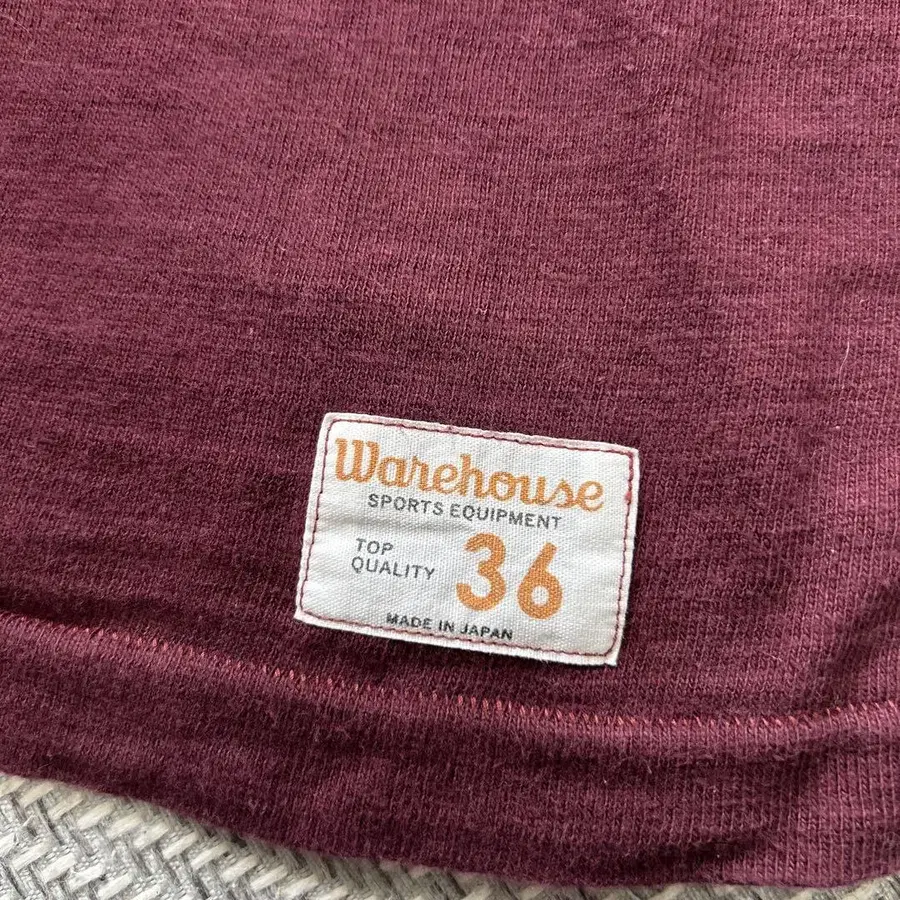 Warehouse
SPORTS EQUIPMENT
TOP
QUALITY
36
MADE IN JAPAN